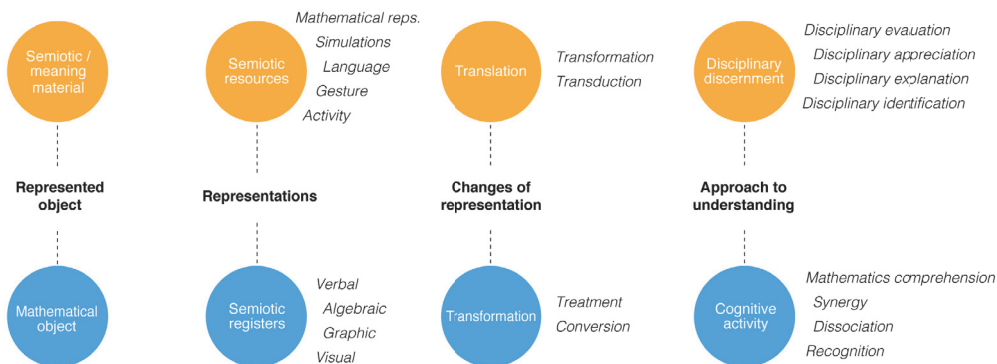 Semiotic /
meaning
material
Represented
object
Mathematical
object
Semiotic
resources
Mathematical reps.
Simulations
Language
Gesture
Activity
Representations
Semiotic
registers
Verbal
Algebraic
Graphic
Visual
Translation
Transformation
Transduction
Changes of
representation
Transformation
Treatment
Conversion
Disciplinary
discernment
Disciplinary evauation
Disciplinary appreciation
Disciplinary explanation
Disciplinary identification
Approach to
understanding
Cognitive
activity
Mathematics comprehension
Synergy
Dissociation
Recognition